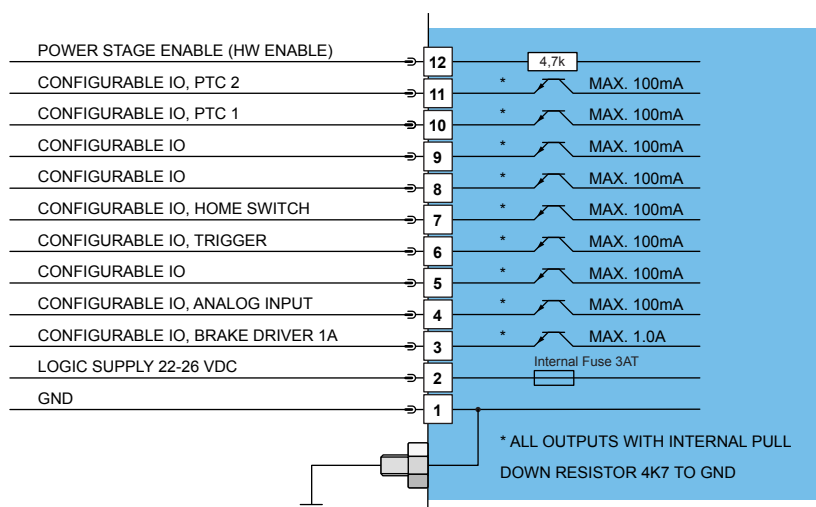 POWER STAGE ENABLE (HW ENABLE) 12 4,7k
CONFIGURABLE IO, PTC 2 11 * MAX. 100mA
CONFIGURABLE IO, PTC 1 10 * MAX. 100mA
CONFIGURABLE IO 9 * MAX. 100mA
CONFIGURABLE IO 8 * MAX. 100mA
CONFIGURABLE IO, HOME SWITCH 7 * MAX. 100mA
CONFIGURABLE IO, TRIGGER 6 * MAX. 100mA
CONFIGURABLE IO 5 * MAX. 100mA
CONFIGURABLE IO, ANALOG INPUT 4 * MAX. 100mA
CONFIGURABLE IO, BRAKE DRIVER 1A 3 * MAX. 1.0A
LOGIC SUPPLY 22-26 VDC 2 Internal Fuse 3AT
GND 1
* ALL OUTPUTS WITH INTERNAL PULL
DOWN RESISTOR 4K7 TO GND